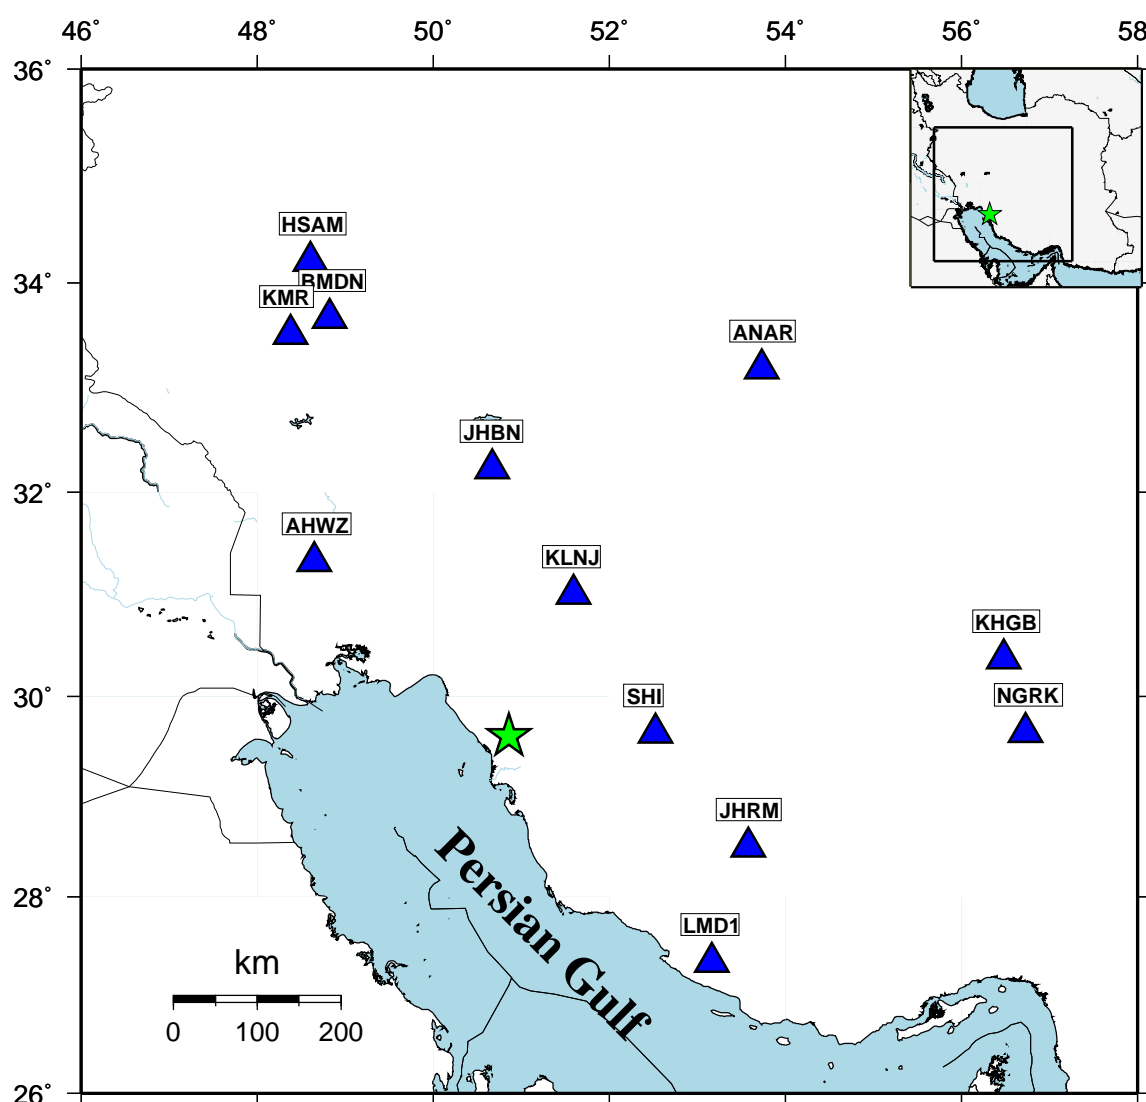 46˚ 48˚ 50˚ 52˚ 54˚ 56˚ 58
36˚
HSAM
BMDN
34˚
KMR
ANAR
JHBN
32˚
AHWZ
KLNJ
KHGB
30˚
SHI
NGRK
JHRM
Persian Gulf
28˚
LMD1
km
0 100 200
26˚